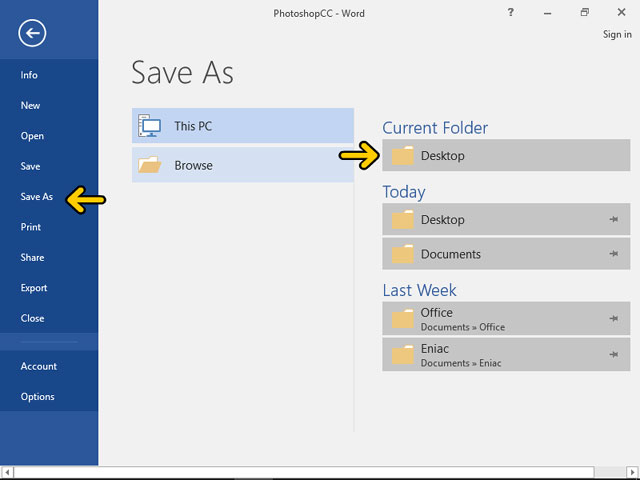 PhotoshopCC - Word
?
Sign in
Info
New
Open
Save
Save As
Print
Share
Export
Close
Account
Options
Save As
This PC
Browse
Current Folder
Desktop
Today
Desktop
Documents
Last Week
Office
Documents » Office
Eniac
Documents » Eniac